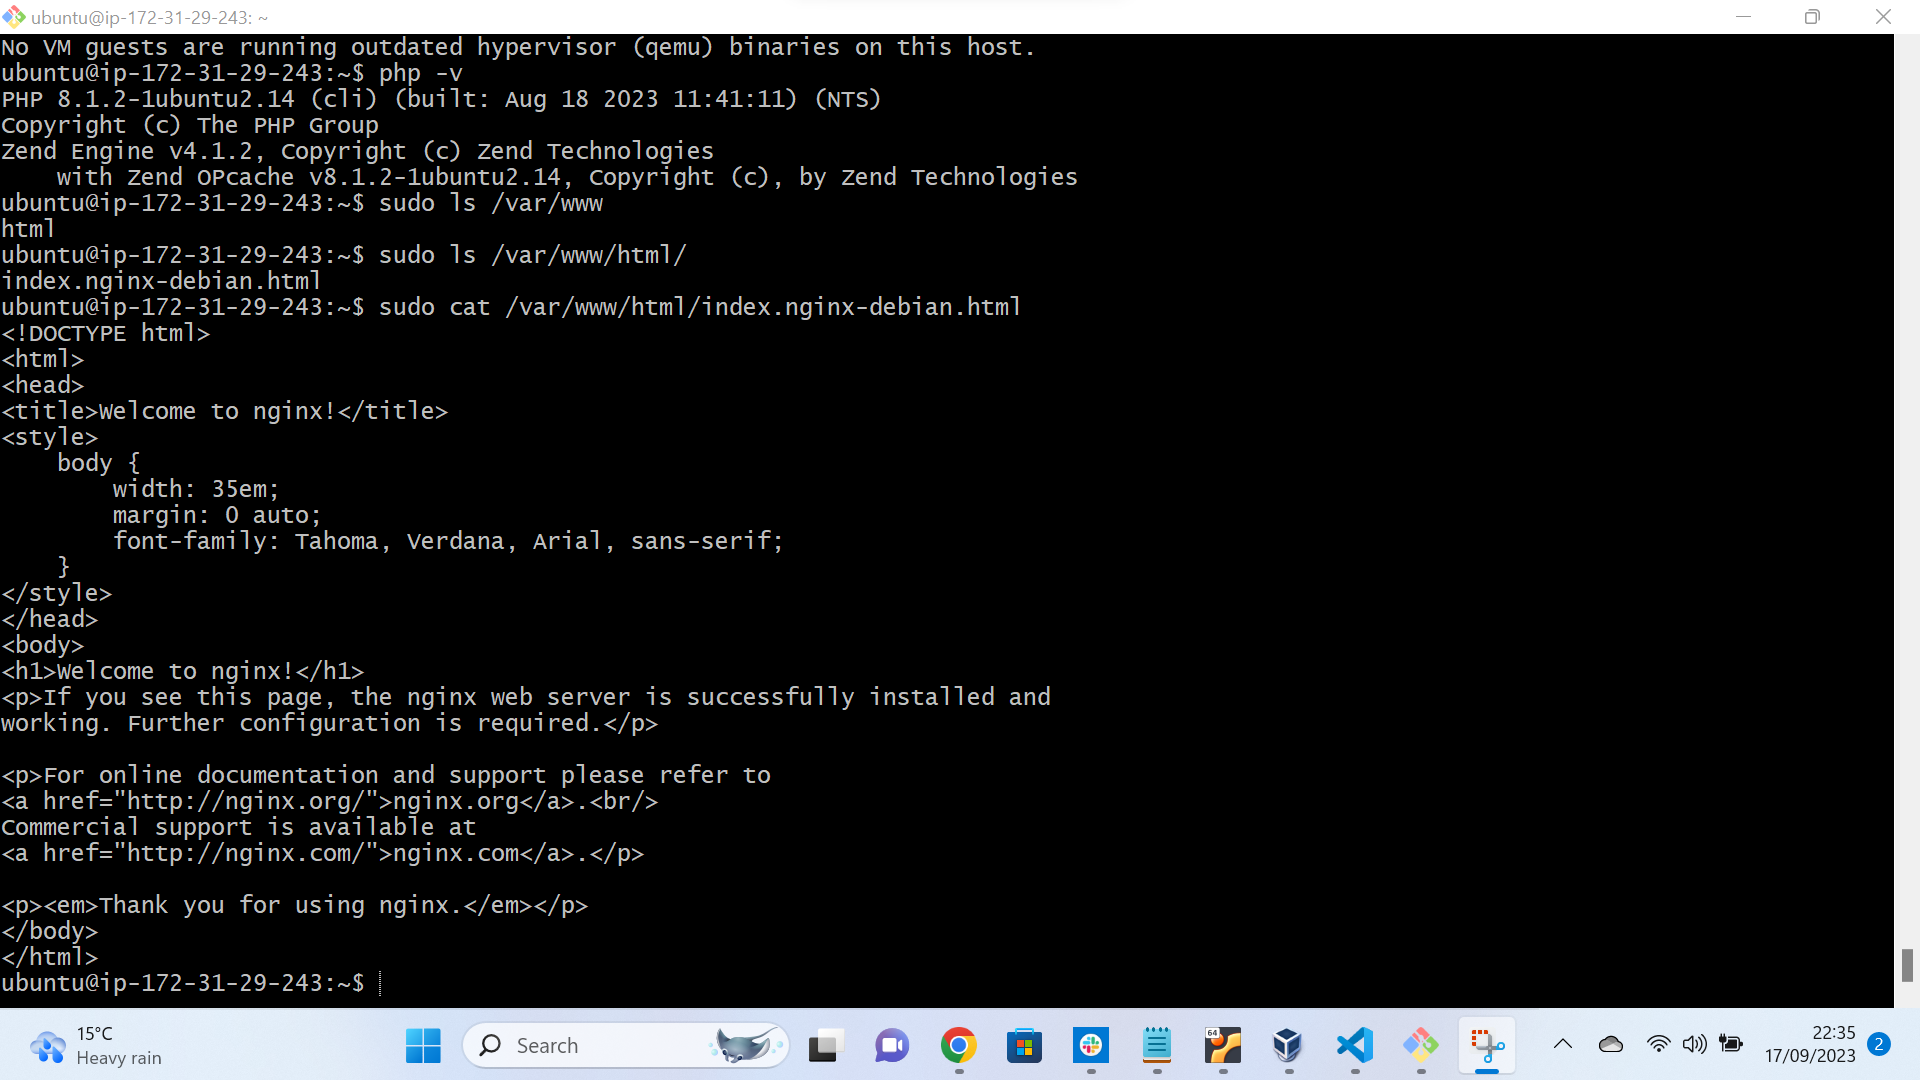 ubuntu@ip-172-31-29-243: ~
No VM guests are running outdated hypervisor (qemu) binaries on this host.
ubuntu@ip-172-31-29-243:~$ php -v
PHP 8.1.2-1ubuntu2.14 (cli) (built: Aug 18 2023 11:41:11) (NTS)
Copyright (c) The PHP Group
Zend Engine v4.1.2, Copyright (c) Zend Technologies
    with Zend OPcache v8.1.2-1ubuntu2.14, Copyright (c), by Zend Technologies
ubuntu@ip-172-31-29-243:~$ sudo ls /var/www
html
ubuntu@ip-172-31-29-243:~$ sudo ls /var/www/html/
index.nginx-debian.html
ubuntu@ip-172-31-29-243:~$ sudo cat /var/www/html/index.nginx-debian.html
<!DOCTYPE html>
<html>
<head>
<title>Welcome to nginx!</title>
<style>
    body {
        width: 35em;
        margin: 0 auto;
        font-family: Tahoma, Verdana, Arial, sans-serif;
    }
</style>
</head>
<body>
<h1>Welcome to nginx!</h1>
<p>If you see this page, the nginx web server is successfully installed and
working. Further configuration is required.</p>

<p>For online documentation and support please refer to
<a href="http://nginx.org/">nginx.org</a>.<br/>
Commercial support is available at
<a href="http://nginx.com/">nginx.com</a>.</p>

<p><em>Thank you for using nginx.</em></p>
</body>
</html>
ubuntu@ip-172-31-29-243:~$
15°C
Heavy rain
Search
64
22:35
17/09/2023
2